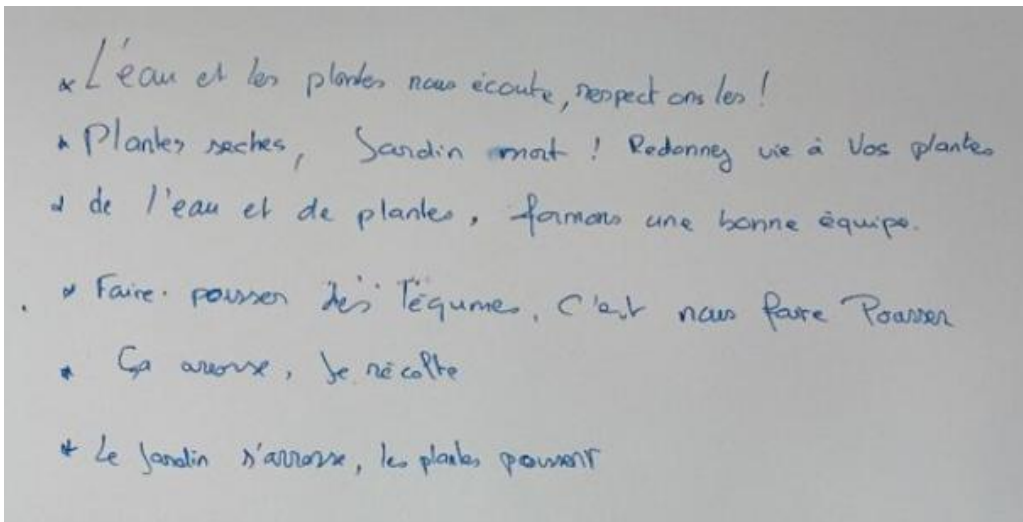 * L'eau et les plantes nous écoute, respectons les !
* Plantes seches, Jardin mort ! Redonnez vie à Vos plantes
* de l'eau et de plantes, formons une bonne équipe.
* Faire pousser des légumes, C'est nous faire Pousser
* Ça arrose, Je récolte
* Le Jardin s'arrose, les plantes poussent